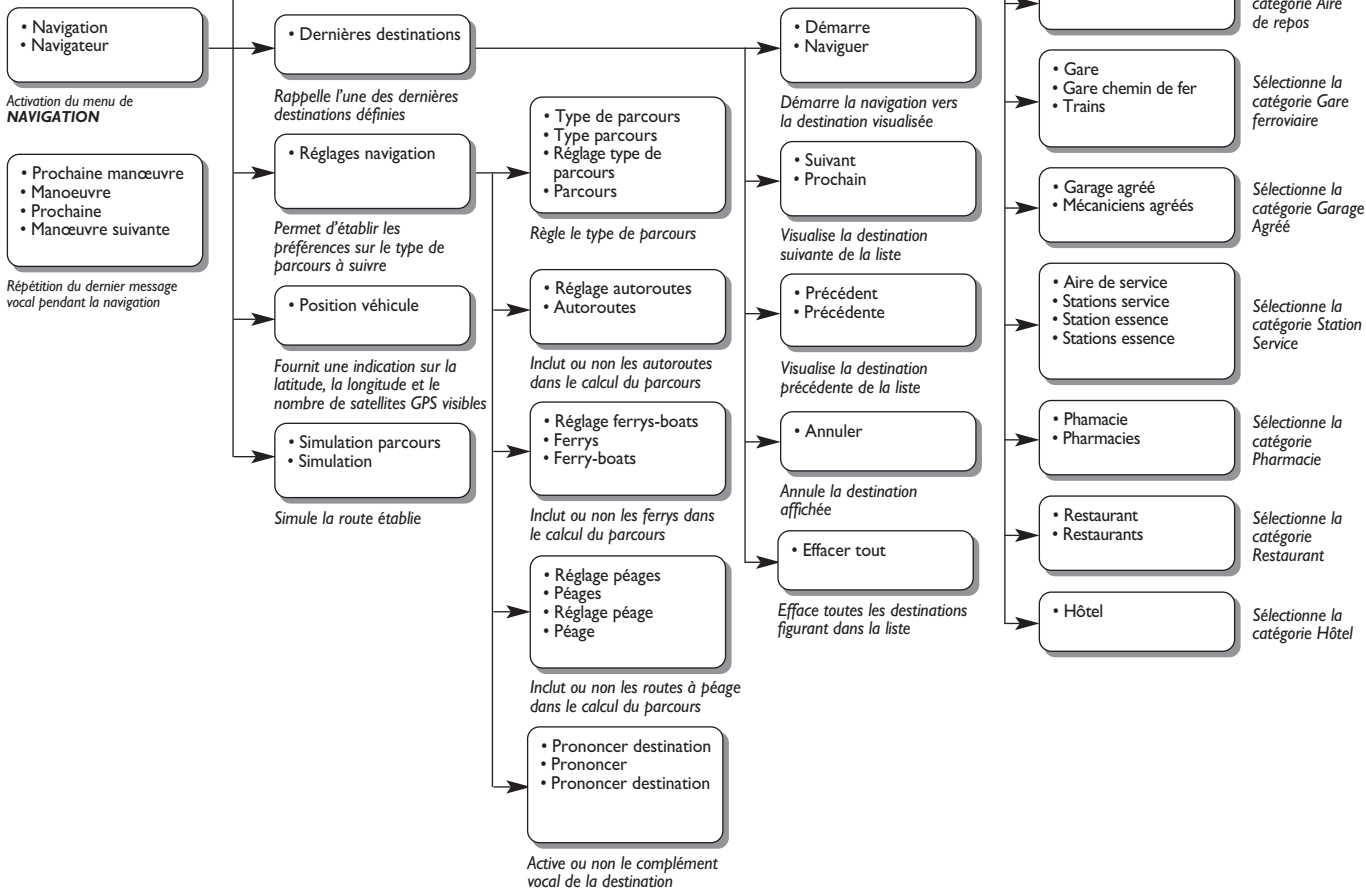 • Navigation
• Navigateur
Activation du menu de
NAVIGATION
• Prochaine manœuvre
• Manoeuvre
• Prochaine
• Manœuvre suivante
Répétition du dernier message
vocal pendant la navigation
• Dernières destinations
Rappelle l’une des dernières
destinations définies
• Réglages navigation
Permet d’établir les
préférences sur le type de
parcours à suivre
• Position véhicule
Fournit une indication sur la
latitude, la longitude et le
nombre de satellites GPS visibles
• Simulation parcours
• Simulation
Simule la route établie
• Type de parcours
• Type parcours
• Réglage type de
parcours
• Parcours
Règle le type de parcours
• Réglage autoroutes
• Autoroutes
Inclut ou non les autoroutes
dans le calcul du parcours
• Réglage ferrys-boats
• Ferrys
• Ferry-boats
Inclut ou non les ferrys dans
le calcul du parcours
• Réglage péages
• Péages
• Réglage péage
• Péage
Inclut ou non les routes à péage
dans le calcul du parcours
• Prononcer destination
• Prononcer
• Prononcer destination
Active ou non le complément
vocal de la destination
• Démarre
• Naviguer
Démarre la navigation vers
la destination visualisée
• Suivant
• Prochain
Visualise la destination
suivante de la liste
• Précédent
• Précédente
Visualise la destination
précédente de la liste
• Annuler
Annule la destination
affichée
• Effacer tout
Efface toutes les destinations
figurant dans la liste
catégorie Aire
de repos
• Gare
• Gare chemin de fer
• Trains
Sélectionne la
catégorie Gare
ferroviaire
• Garage agréé
• Mécaniciens agréés
Sélectionne la
catégorie Garage
Agréé
• Aire de service
• Stations service
• Station essence
• Stations essence
Sélectionne la
catégorie Station
Service
• Phamacie
• Pharmacies
Sélectionne la
catégorie
Pharmacie
• Restaurant
• Restaurants
Sélectionne la
catégorie
Restaurant
• Hôtel
Sélectionne la
catégorie Hôtel